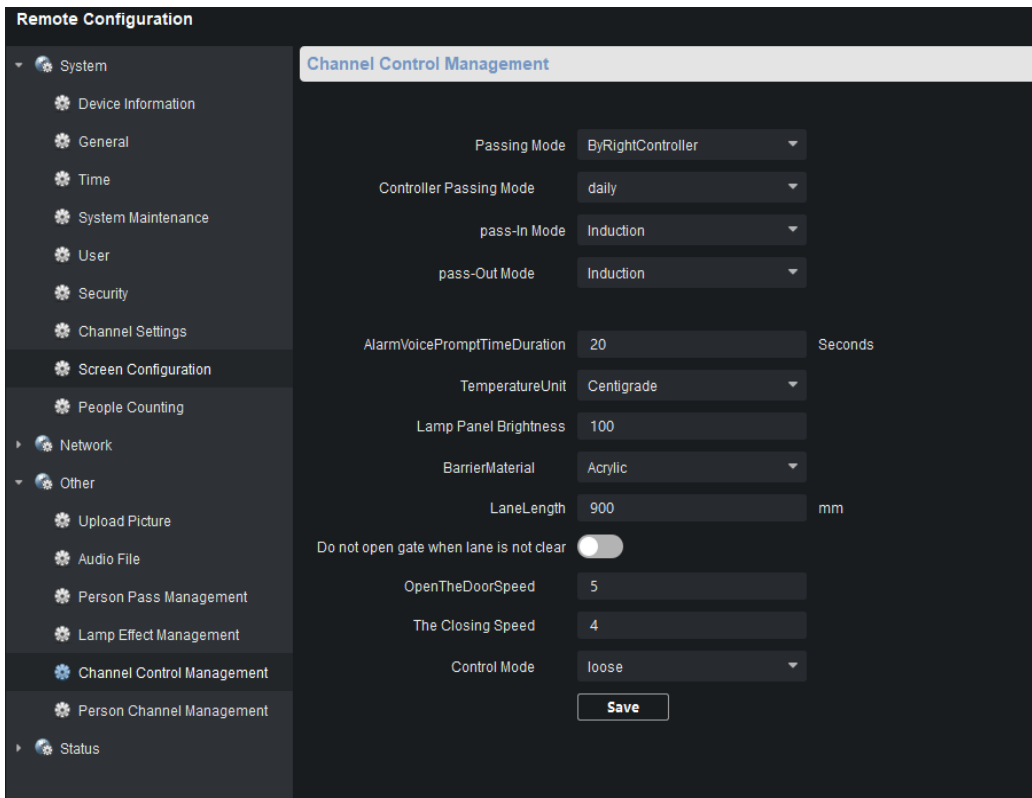 Remote Configuration
System
Device Information
General
Time
System Maintenance
User
Security
Channel Settings
Screen Configuration
People Counting
Network
Other
Upload Picture
Audio File
Person Pass Management
Lamp Effect Management
Channel Control Management
Person Channel Management
Status
Channel Control Management
Passing Mode ByRightController
Controller Passing Mode daily
pass-In Mode Induction
pass-Out Mode Induction
AlarmVoicePromptTimeDuration 20 Seconds
TemperatureUnit Centigrade
Lamp Panel Brightness 100
BarrierMaterial Acrylic
LaneLength 900 mm
Do not open gate when lane is not clear
OpenTheDoorSpeed 5
The Closing Speed 4
Control Mode loose
Save